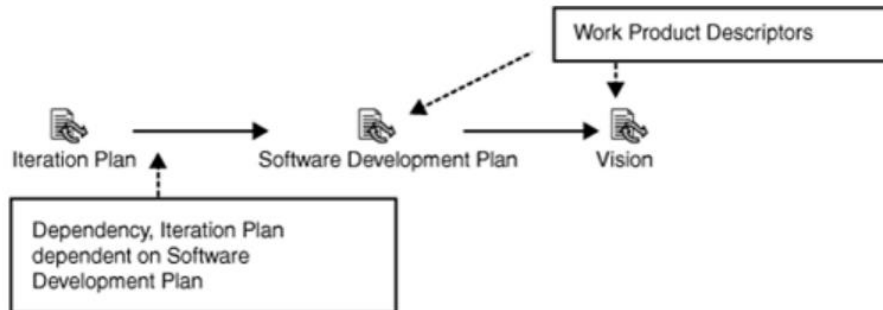 Work Product Descriptors
Iteration Plan
Software Development Plan
Vision
Dependency, Iteration Plan
dependent on Software
Development Plan